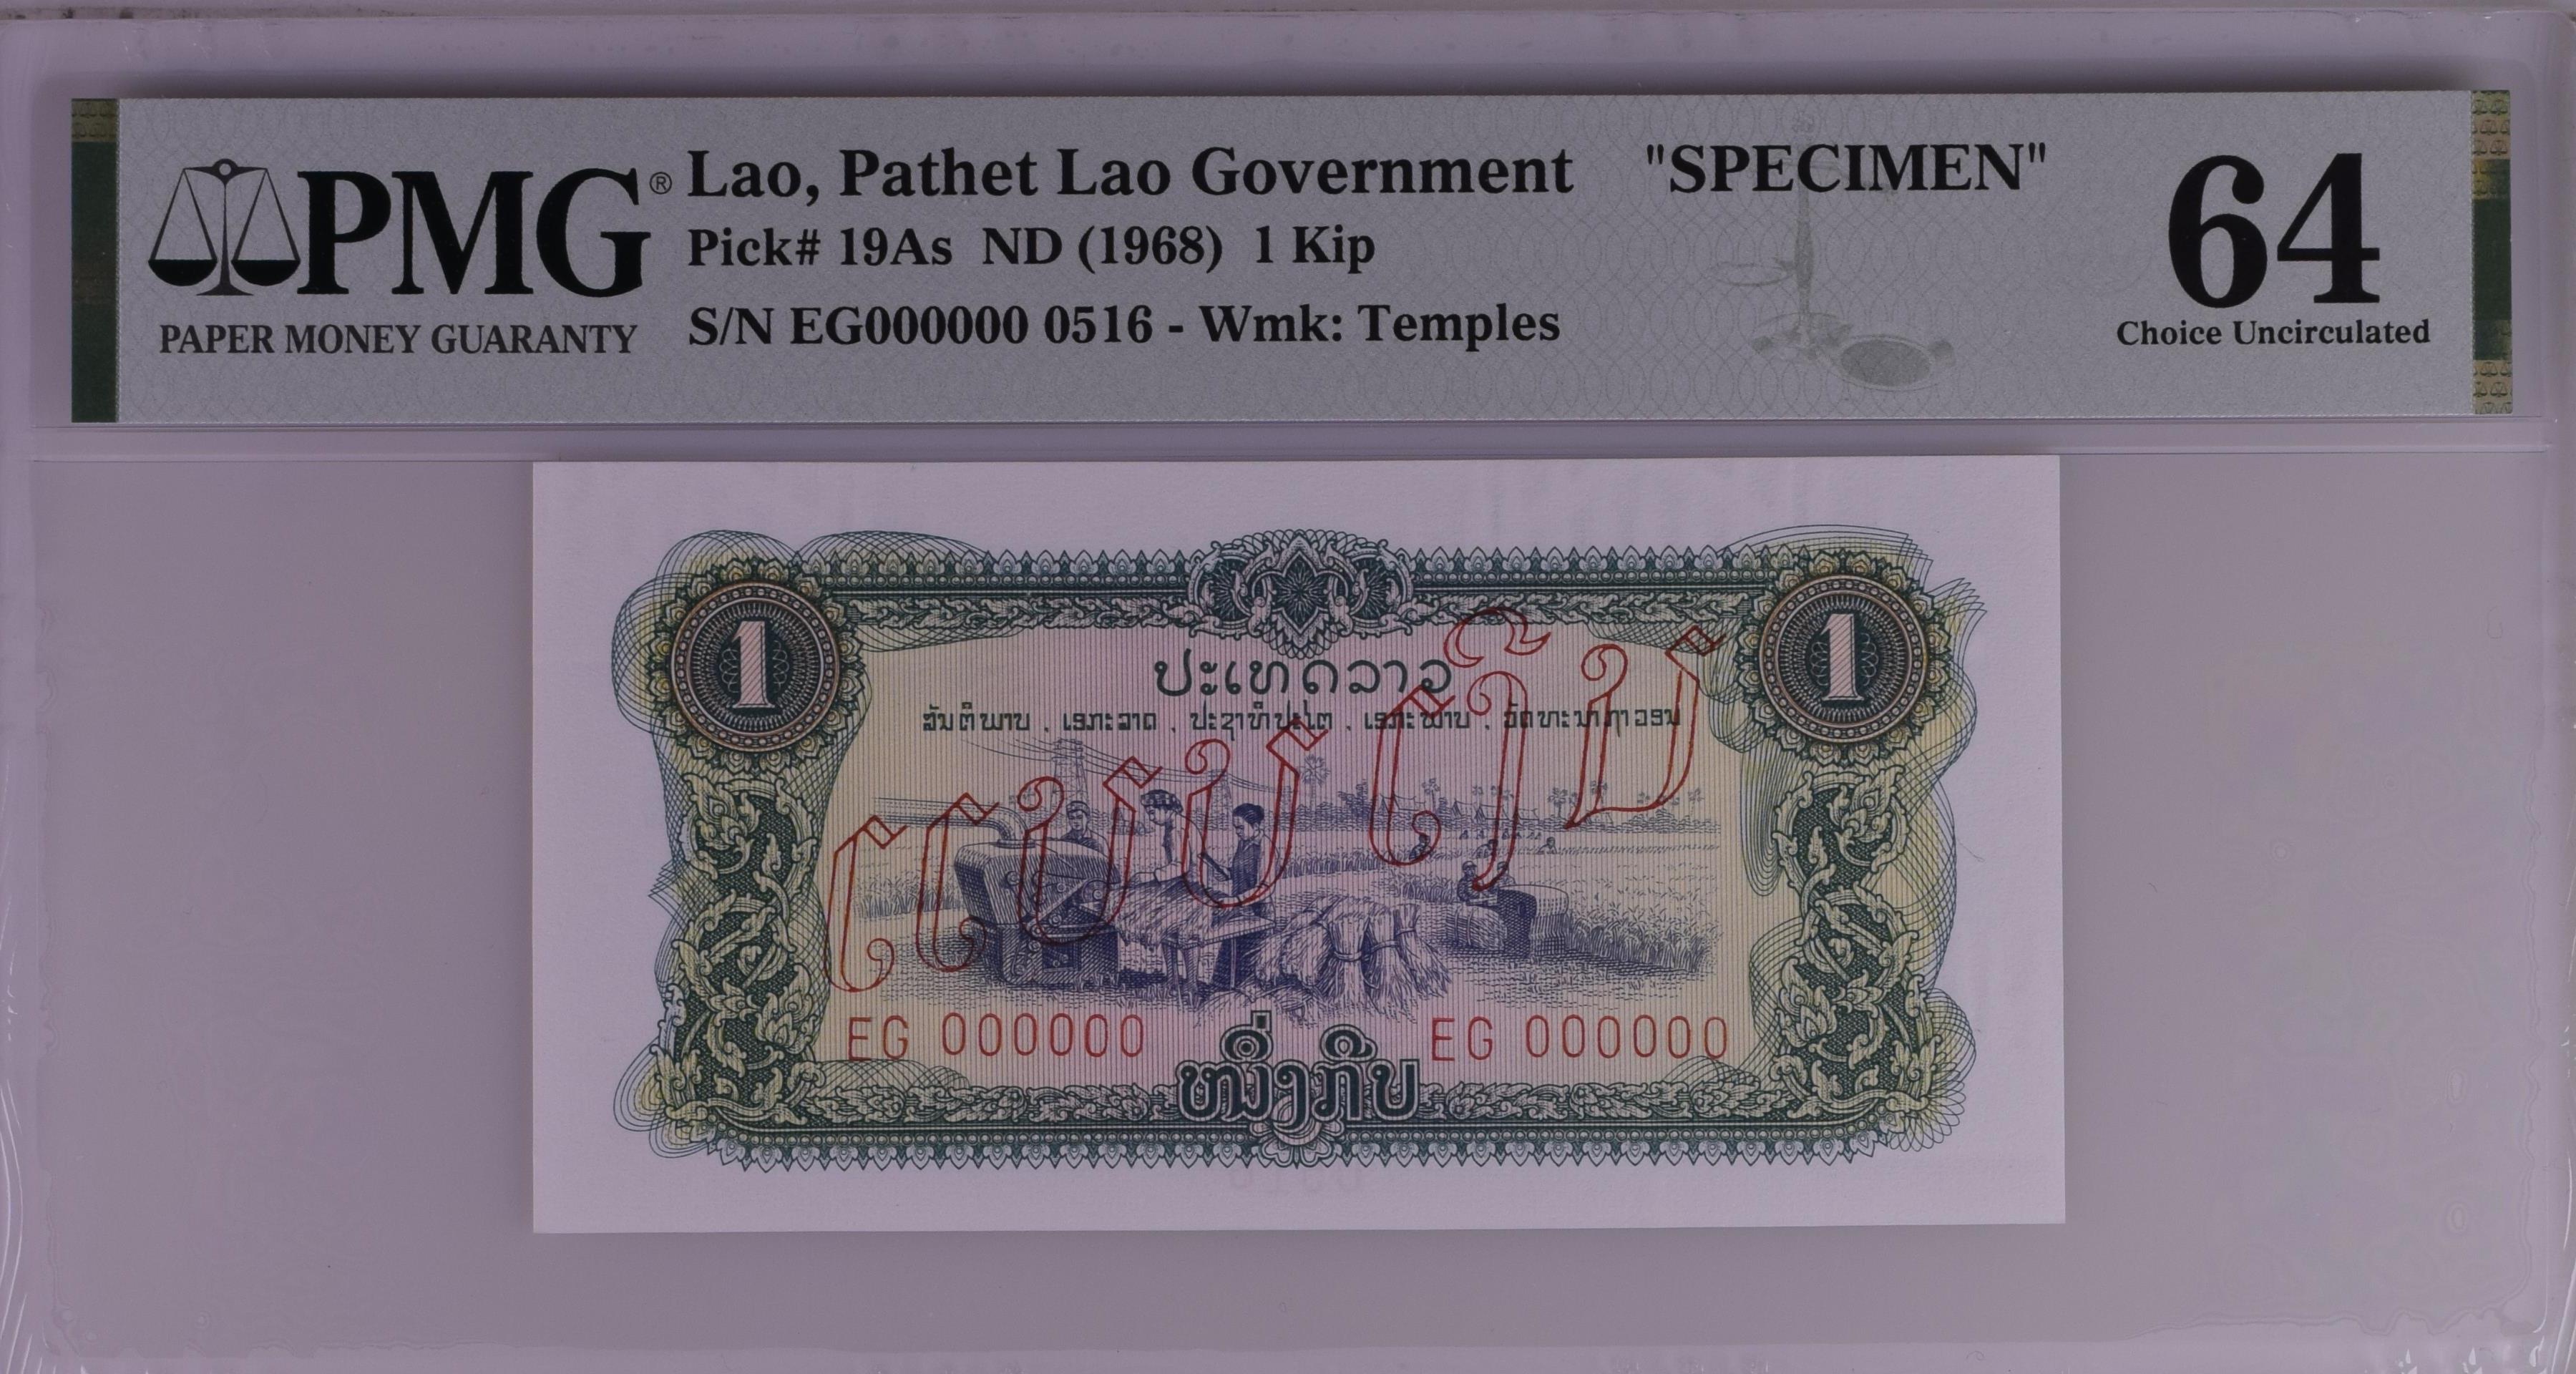 PMG®
PAPER MONEY GUARANTY
Lao, Pathet Lao Government "SPECIMEN"
Pick# 19As ND (1968) 1 Kip
S/N EG000000 0516 - Wmk: Temples
64
Choice Uncirculated
1 1
ປະເທດລາວ
ສັນຕິພາບ . ເອກະລາດ . ປະຊາທິປະໄຕ . ເອກະພາບ . ວັດທະນາຖາວອນ
ແບບຕົວ
EG 000000 EG 000000
ໜຶ່ງກີບ